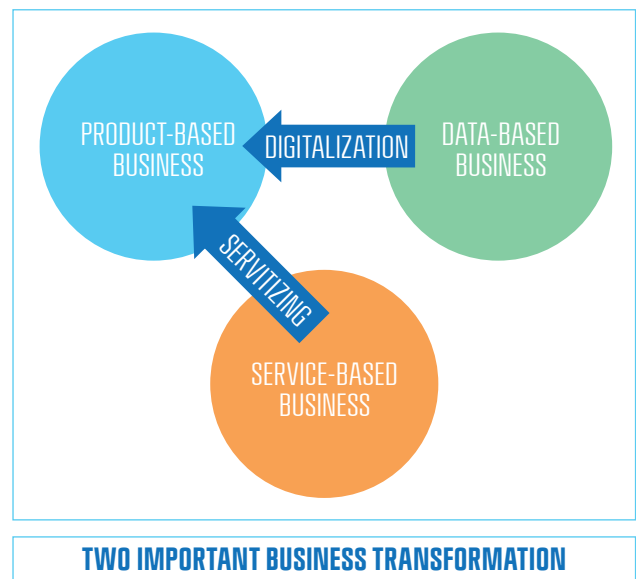 PRODUCT-BASED
BUSINESS
DIGITALIZATION
DATA-BASED
BUSINESS
SERVITIZING
SERVICE-BASED
BUSINESS
TWO IMPORTANT BUSINESS TRANSFORMATION